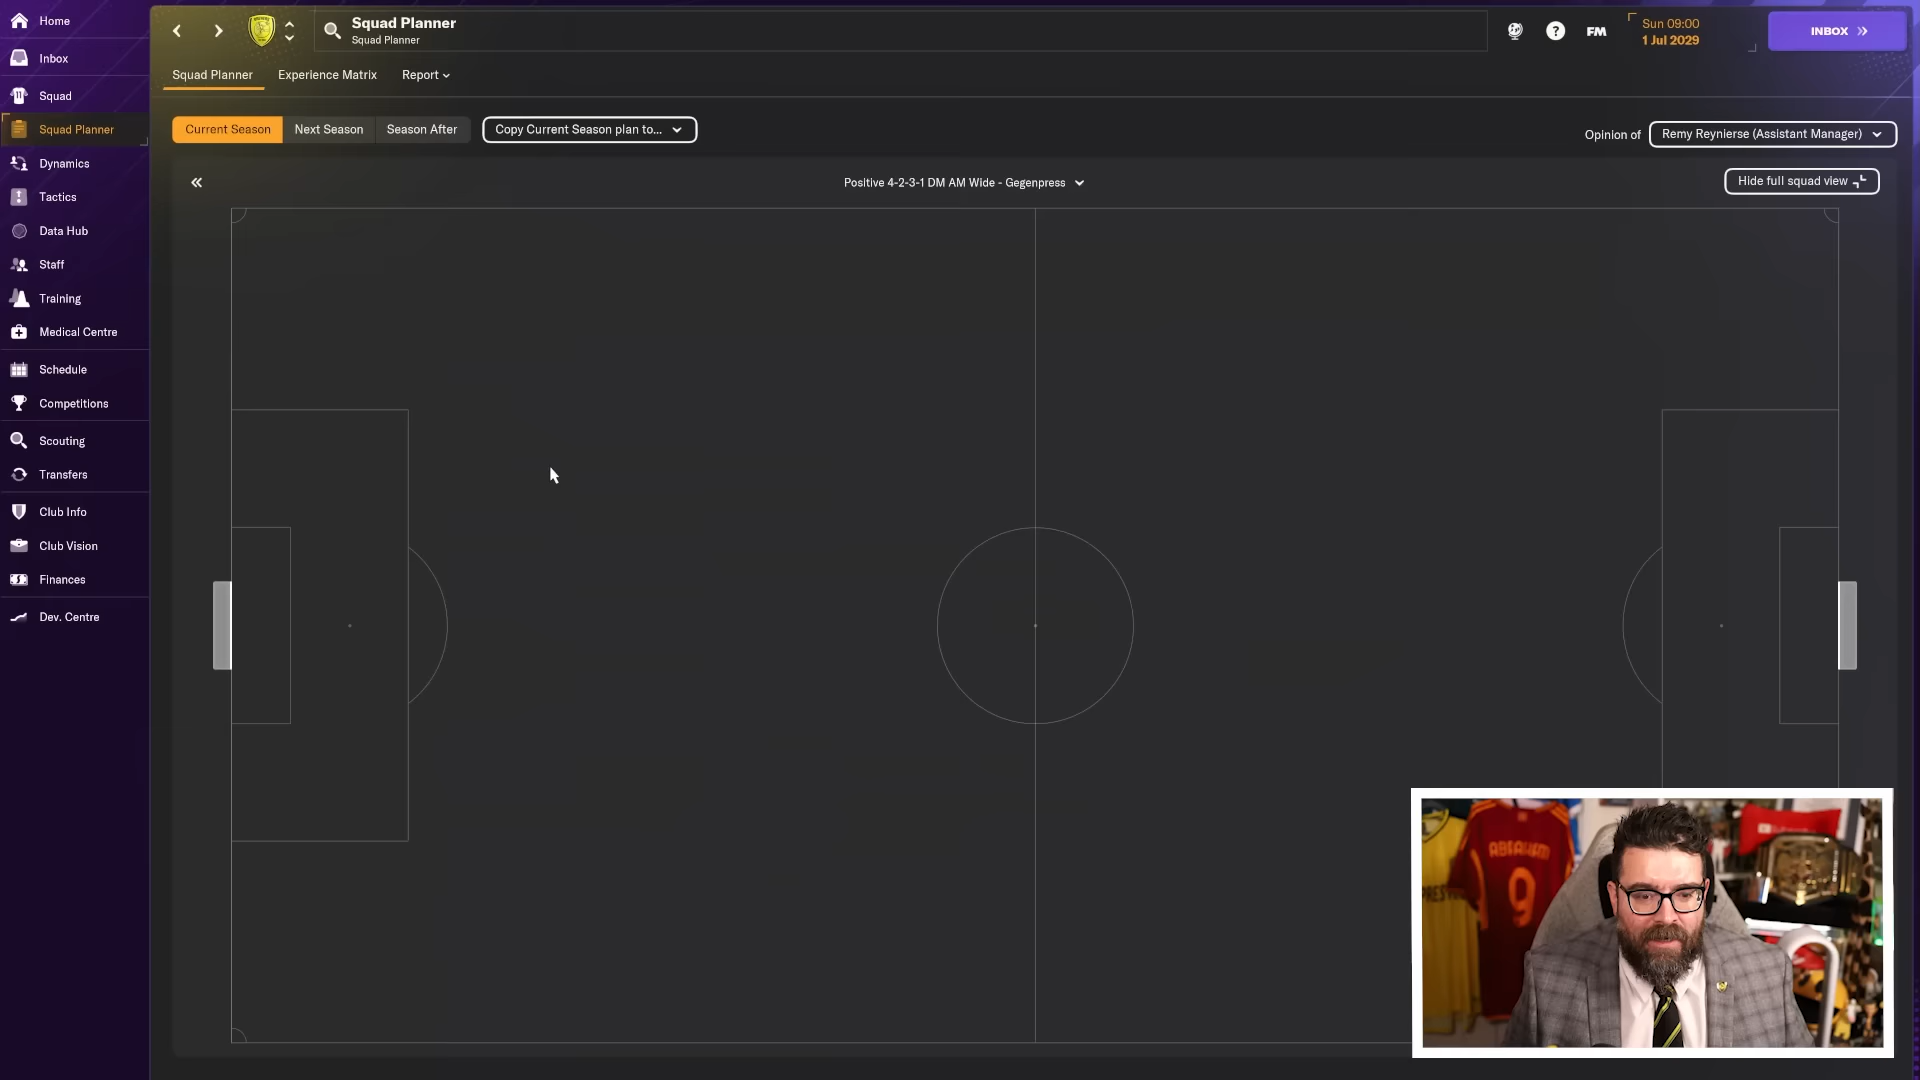 Home
Inbox
Squad
Squad Planner
Dynamics
Tactics
Data Hub
Staff
Training
Medical Centre
Schedule
Competitions
Scouting
Transfers
Club Info
Club Vision
Finances
Dev. Centre
Squad Planner
Squad Planner
FM
Sun 09:00
1 Jul 2029
INBOX
Squad Planner
Experience Matrix
Report
Current Season
Next Season
Season After
Copy Current Season plan to...
Opinion of
Remy Reynierse (Assistant Manager)
Positive 4-2-3-1 DM AM Wide - Gegenpress
Hide full squad view
ABRAHAM
9